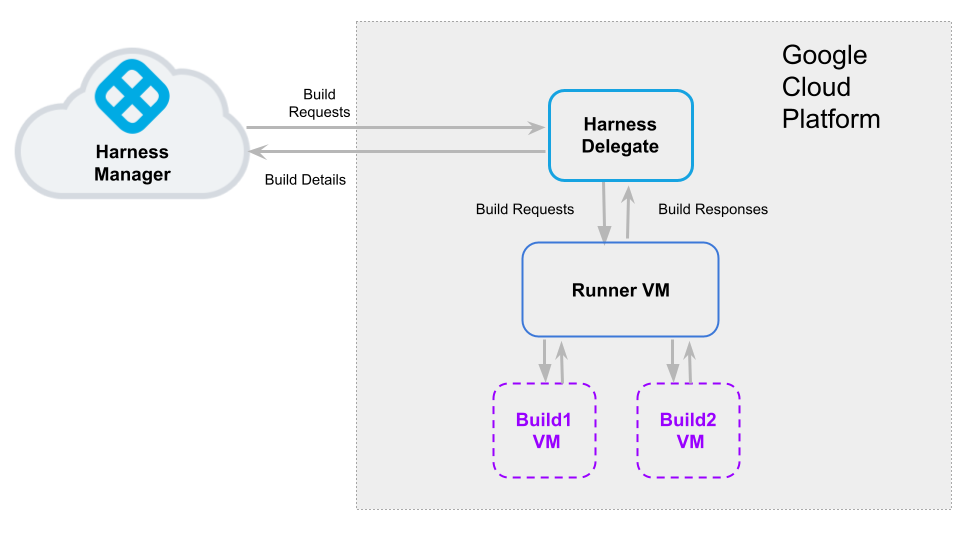 Google
Cloud
Platform
Build
Requests
Harness
Manager
Build Details
Harness
Delegate
Build Requests
Build Responses
Runner VM
Build1
VM
Build2
VM